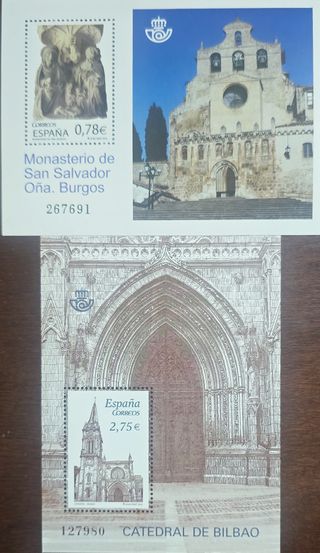 CORREOS
ESPAÑA 0,78€
Monasterio de
San Salvador
Oña. Burgos
267691
España
CORREOS
2,75€
127980 CATEDRAL DE BILBAO